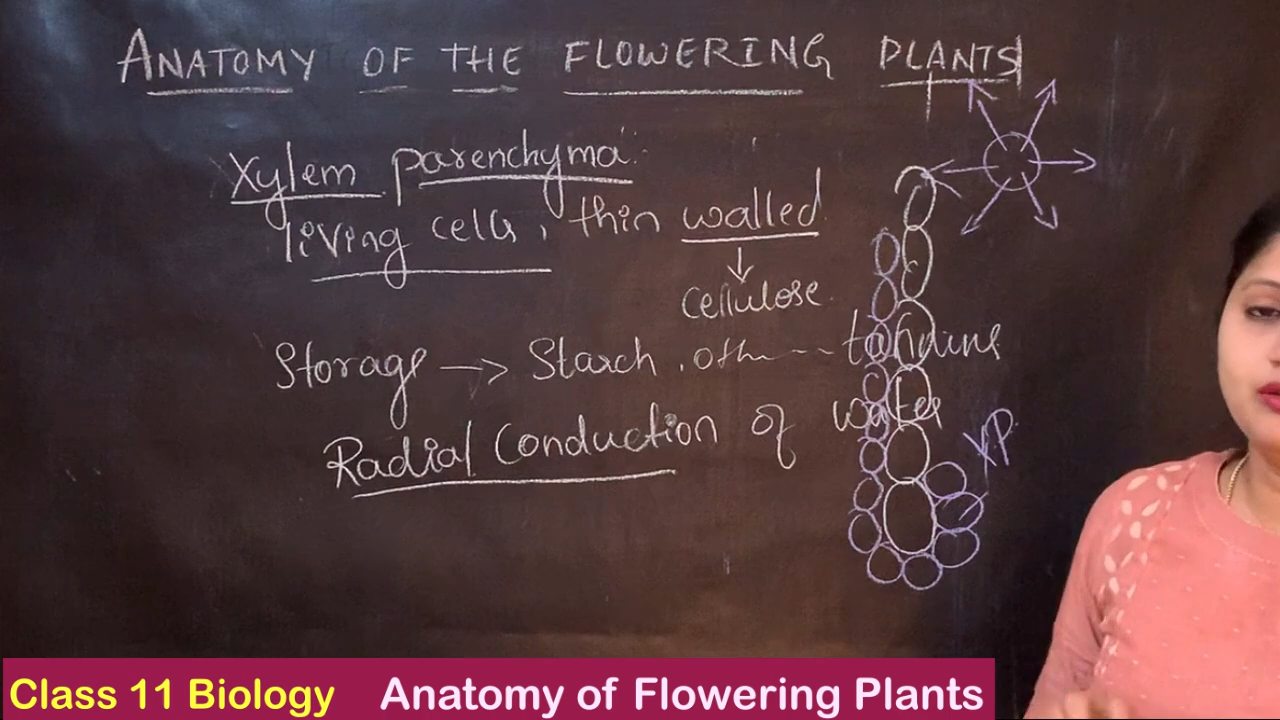 ANATOMY OF THE FLOWERING PLANTS
Xylem parenchyma
living cells, thin walled
cellulose
Storage → Starch, oth--- tannins
Radial Conduction of water
XP
Class 11 Biology Anatomy of Flowering Plants